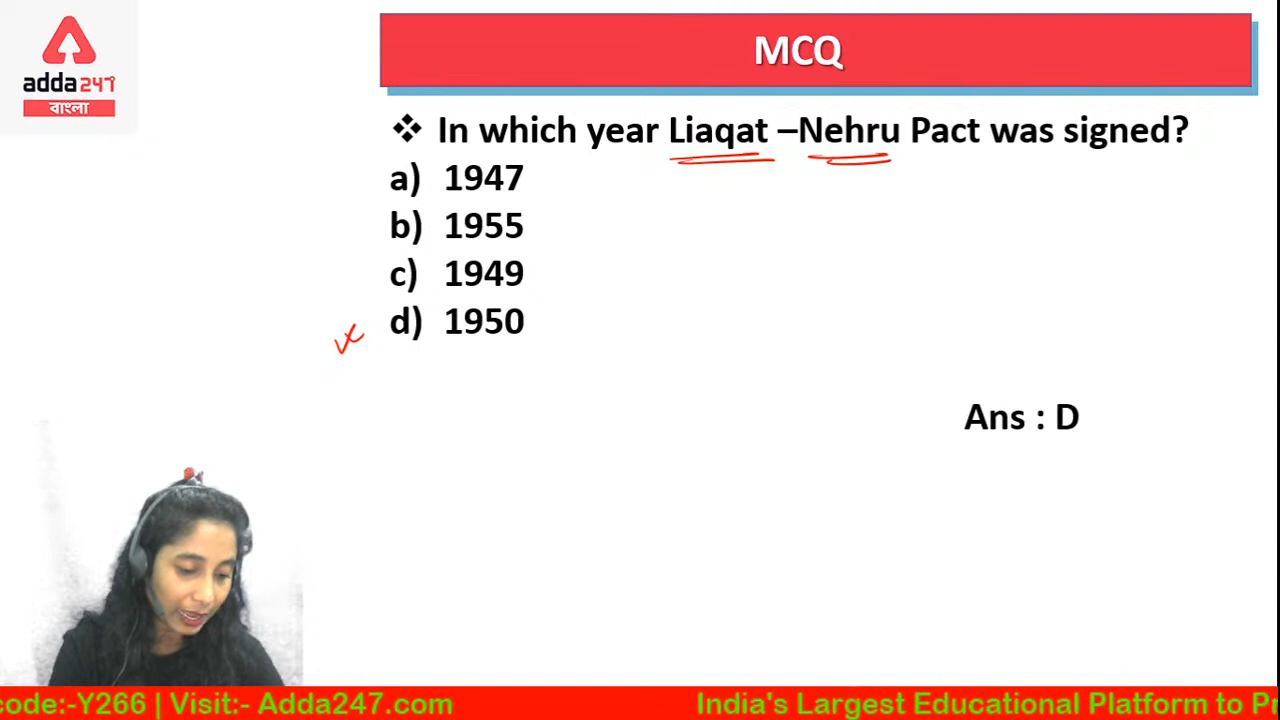 adda247
বাংলা
MCQ
❖ In which year Liaqat –Nehru Pact was signed?
a) 1947
b) 1955
c) 1949
d) 1950
Ans : D
code:-Y266 | Visit:- Adda247.com
India's Largest Educational Platform to